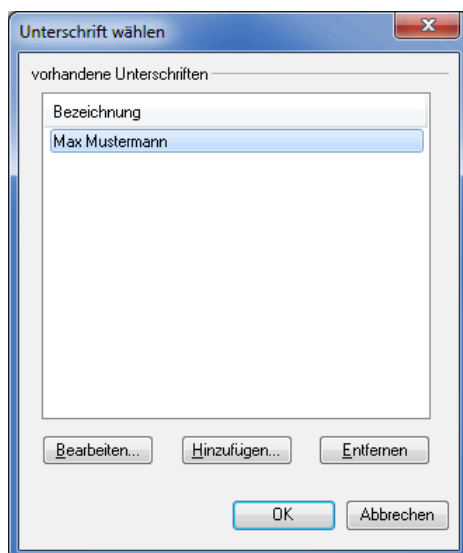 Unterschrift wählen
vorhandene Unterschriften
Bezeichnung
Max Mustermann
Bearbeiten... Hinzufügen... Entfernen
OK Abbrechen